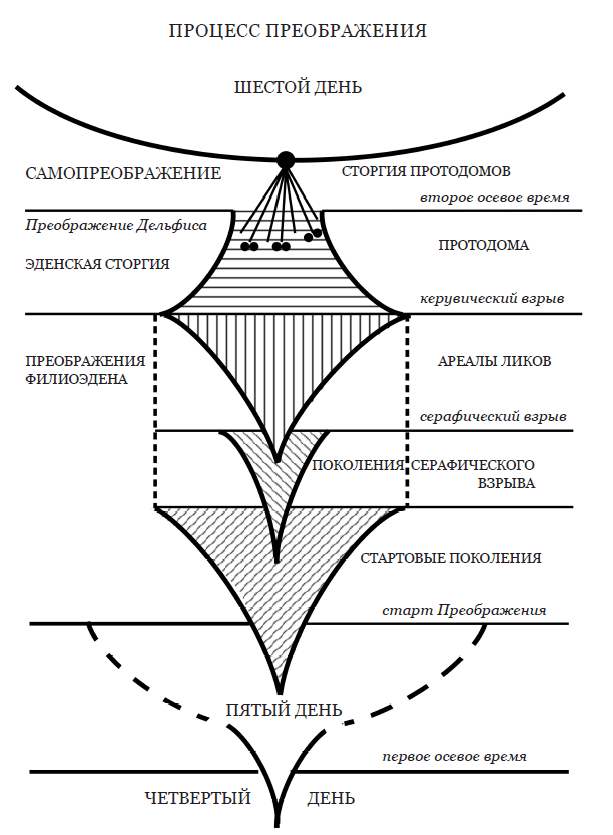 ПРОЦЕСС ПРЕОБРАЖЕНИЯ
ШЕСТОЙ ДЕНЬ
САМОПРЕОБРАЖЕНИЕ
СТОРГИЯ ПРОТОДОМОВ
второе осевое время
Преображение Дельфиса
ПРОТОДОМА
ЭДЕНСКАЯ СТОРГИЯ
керувический взрыв
ПРЕОБРАЖЕНИЯ
ФИЛИОЭДЕНА
АРЕАЛЫ ЛИКОВ
серафический взрыв
ПОКОЛЕНИЯ СЕРАФИЧЕСКОГО
ВЗРЫВА
СТАРТОВЫЕ ПОКОЛЕНИЯ
старт Преображения
ПЯТЫЙ ДЕНЬ
первое осевое время
ЧЕТВЕРТЫЙ ДЕНЬ